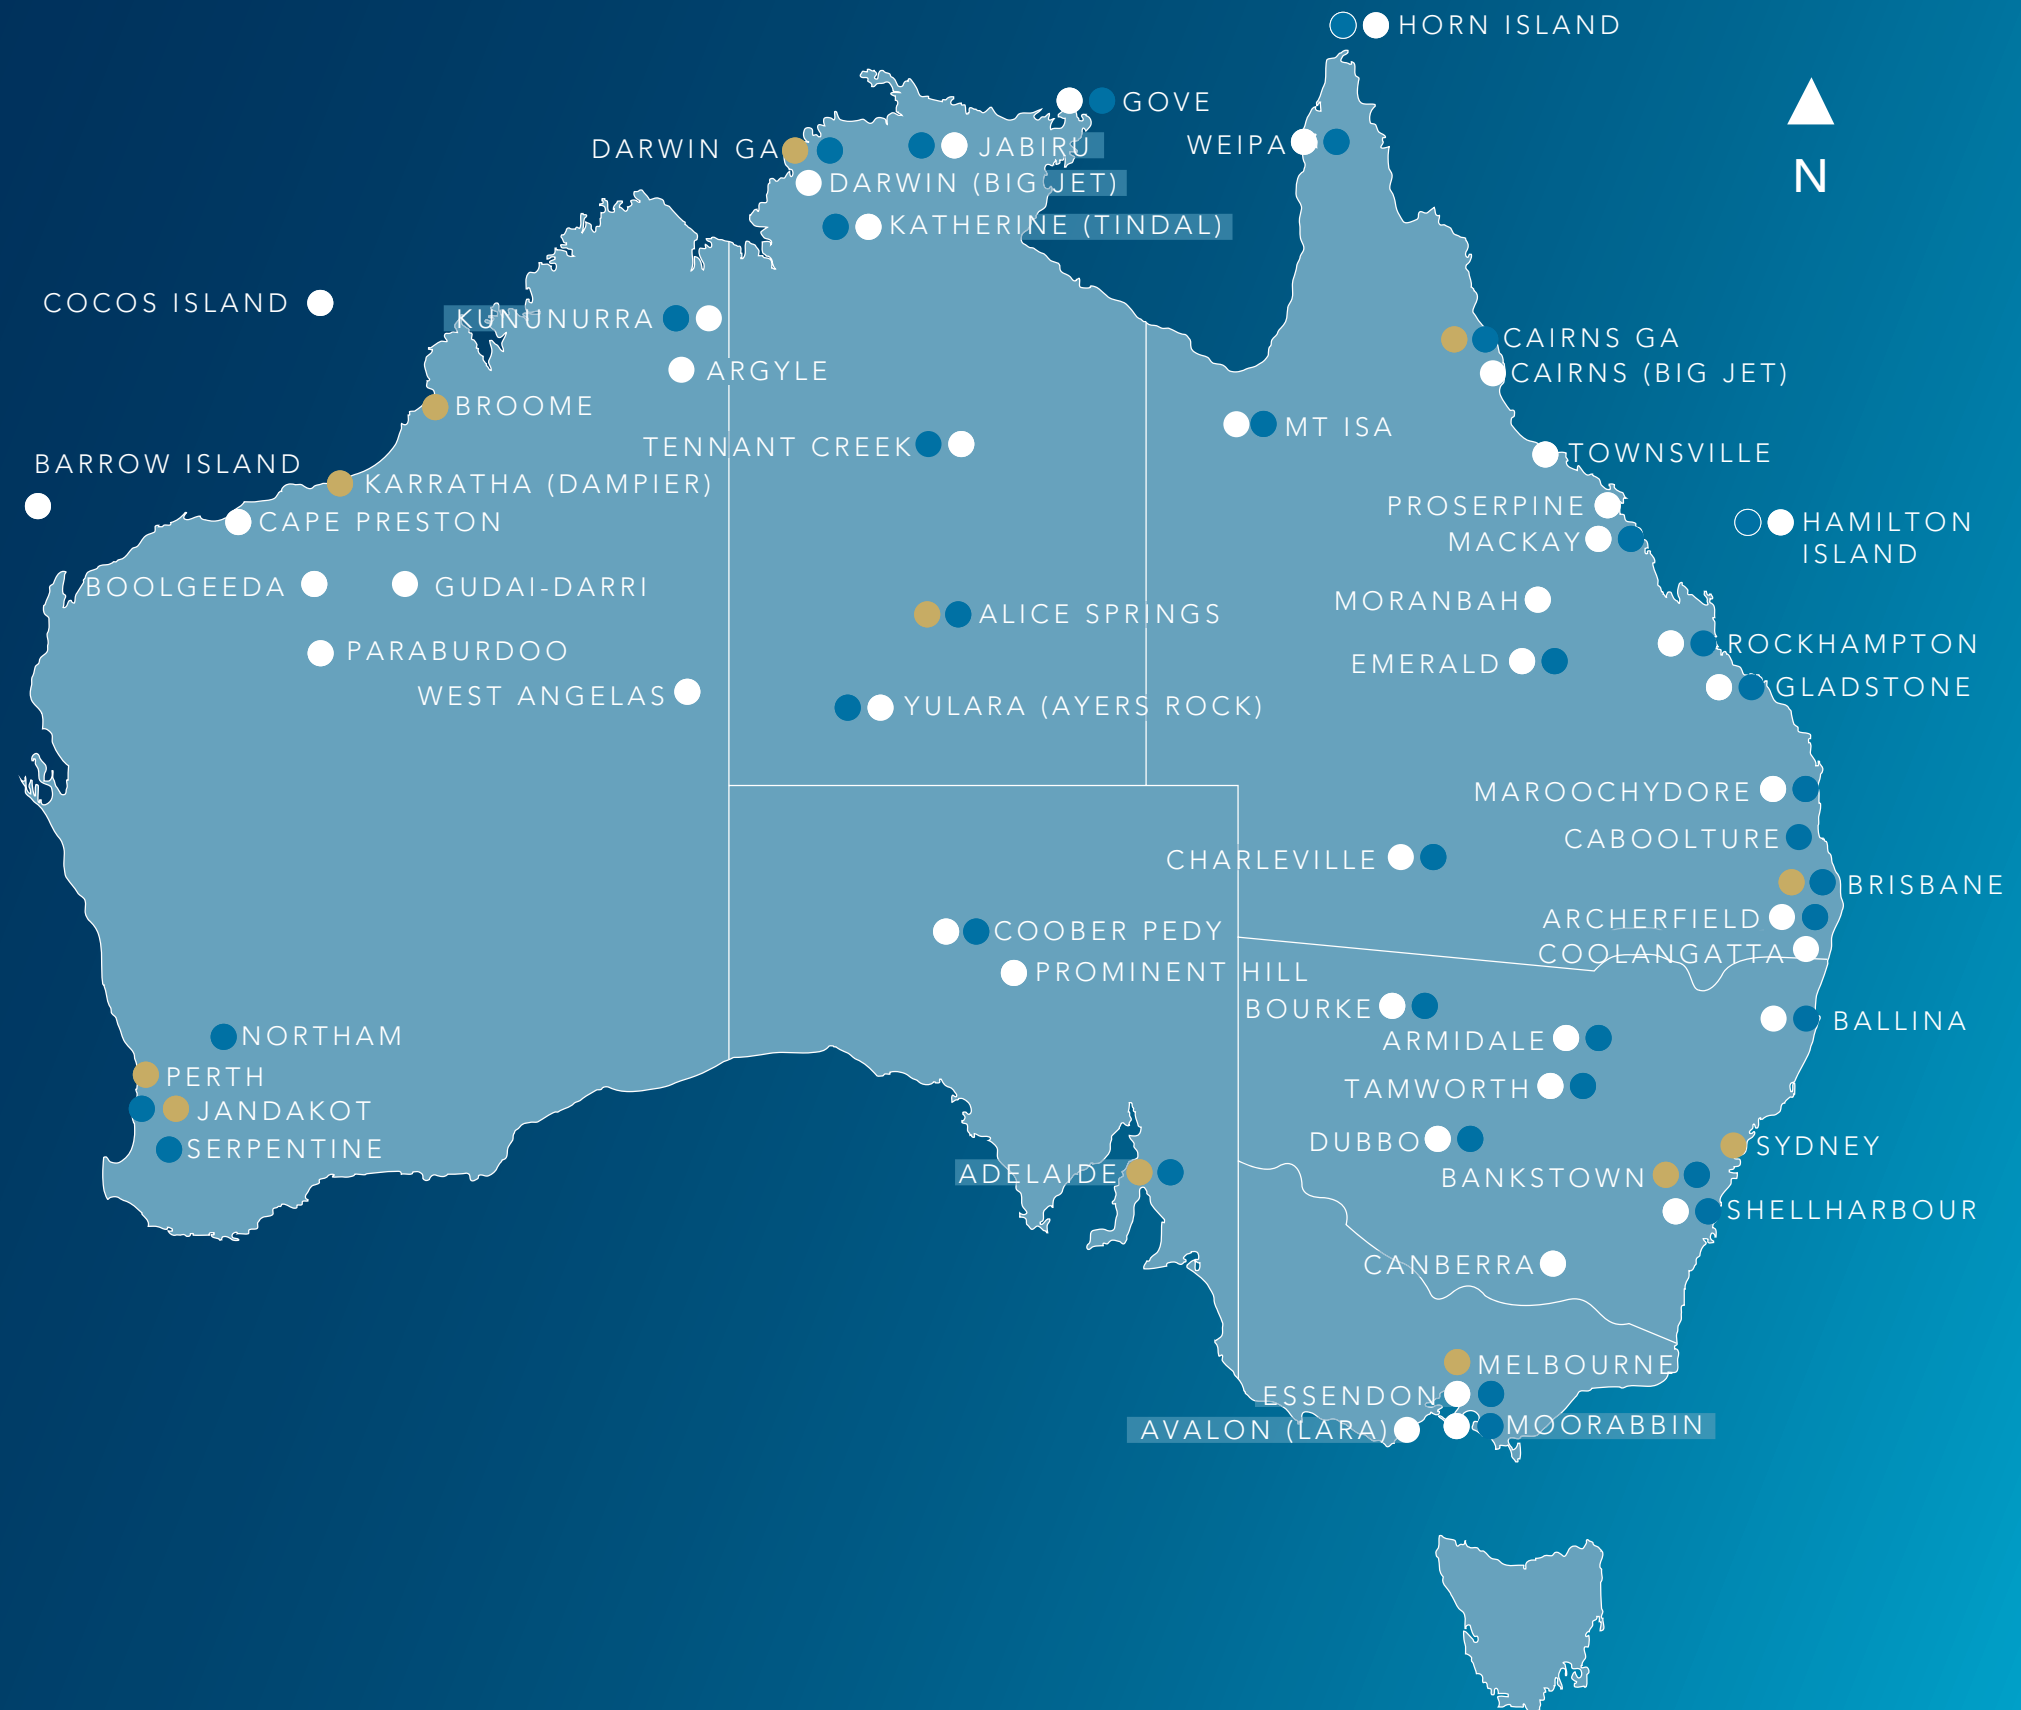 HORN ISLAND
GOVE
N
DARWIN GA
JABIRU
WEIPA
DARWIN (BIG JET)
KATHERINE (TINDAL)
COCOS ISLAND
KUNUNURRA
CAIRNS GA
ARGYLE
CAIRNS (BIG JET)
BROOME
MT ISA
TENNANT CREEK
TOWNSVILLE
BARROW ISLAND
KARRATHA (DAMPIER)
PROSERPINE
CAPE PRESTON
HAMILTON
ISLAND
MACKAY
BOOLGEEDA
GUDAI-DARRI
MORANBAH
ALICE SPRINGS
ROCKHAMPTON
PARABURDOO
EMERALD
WEST ANGELAS
GLADSTONE
YULARA (AYERS ROCK)
MAROOCHYDORE
CABOOLTURE
CHARLEVILLE
BRISBANE
ARCHERFIELD
COOBER PEDY
COOLANGATTA
PROMINENT HILL
BOURKE
BALLINA
NORTHAM
ARMIDALE
PERTH
TAMWORTH
JANDAKOT
DUBBO
SERPENTINE
SYDNEY
ADELAIDE
BANKSTOWN
SHELLHARBOUR
CANBERRA
MELBOURNE
ESSENDON
AVALON (LARA)
MOORABBIN